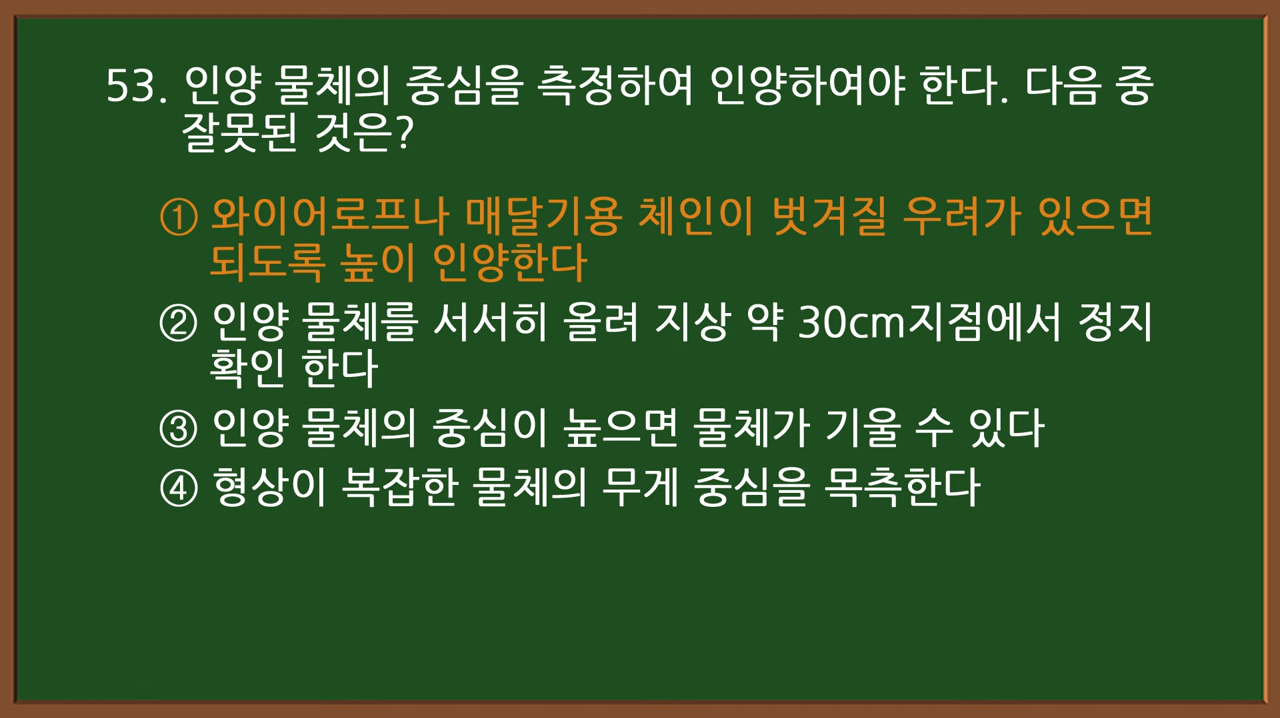 53. 인양 물체의 중심을 측정하여 인양하여야 한다. 다음 중
잘못된 것은?
① 와이어로프나 매달기용 체인이 벗겨질 우려가 있으면
되도록 높이 인양한다
② 인양 물체를 서서히 올려 지상 약 30cm지점에서 정지
확인 한다
③ 인양 물체의 중심이 높으면 물체가 기울 수 있다
④ 형상이 복잡한 물체의 무게 중심을 목측한다